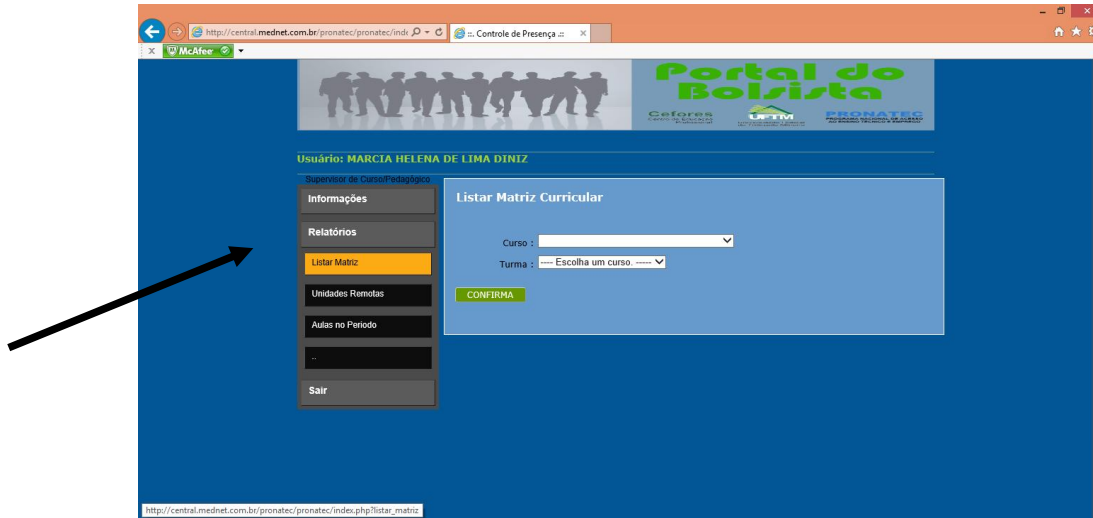 http://central.mednet.com.br/pronatec/pronatec/inde
::. Controle de Presença .::
x McAfee
Portal do
Bolsista
Cefores
UFTM
PRONATEC
Usuário: MARCIA HELENA DE LIMA DINIZ
Supervisor de Curso/Pedagógico
Informações
Relatórios
Listar Matriz
Unidades Remotas
Aulas no Periodo
..
Sair
Listar Matriz Curricular
Curso :
Turma : ---- Escolha um curso. -----
CONFIRMA
http://central.mednet.com.br/pronatec/pronatec/index.php?listar_matriz